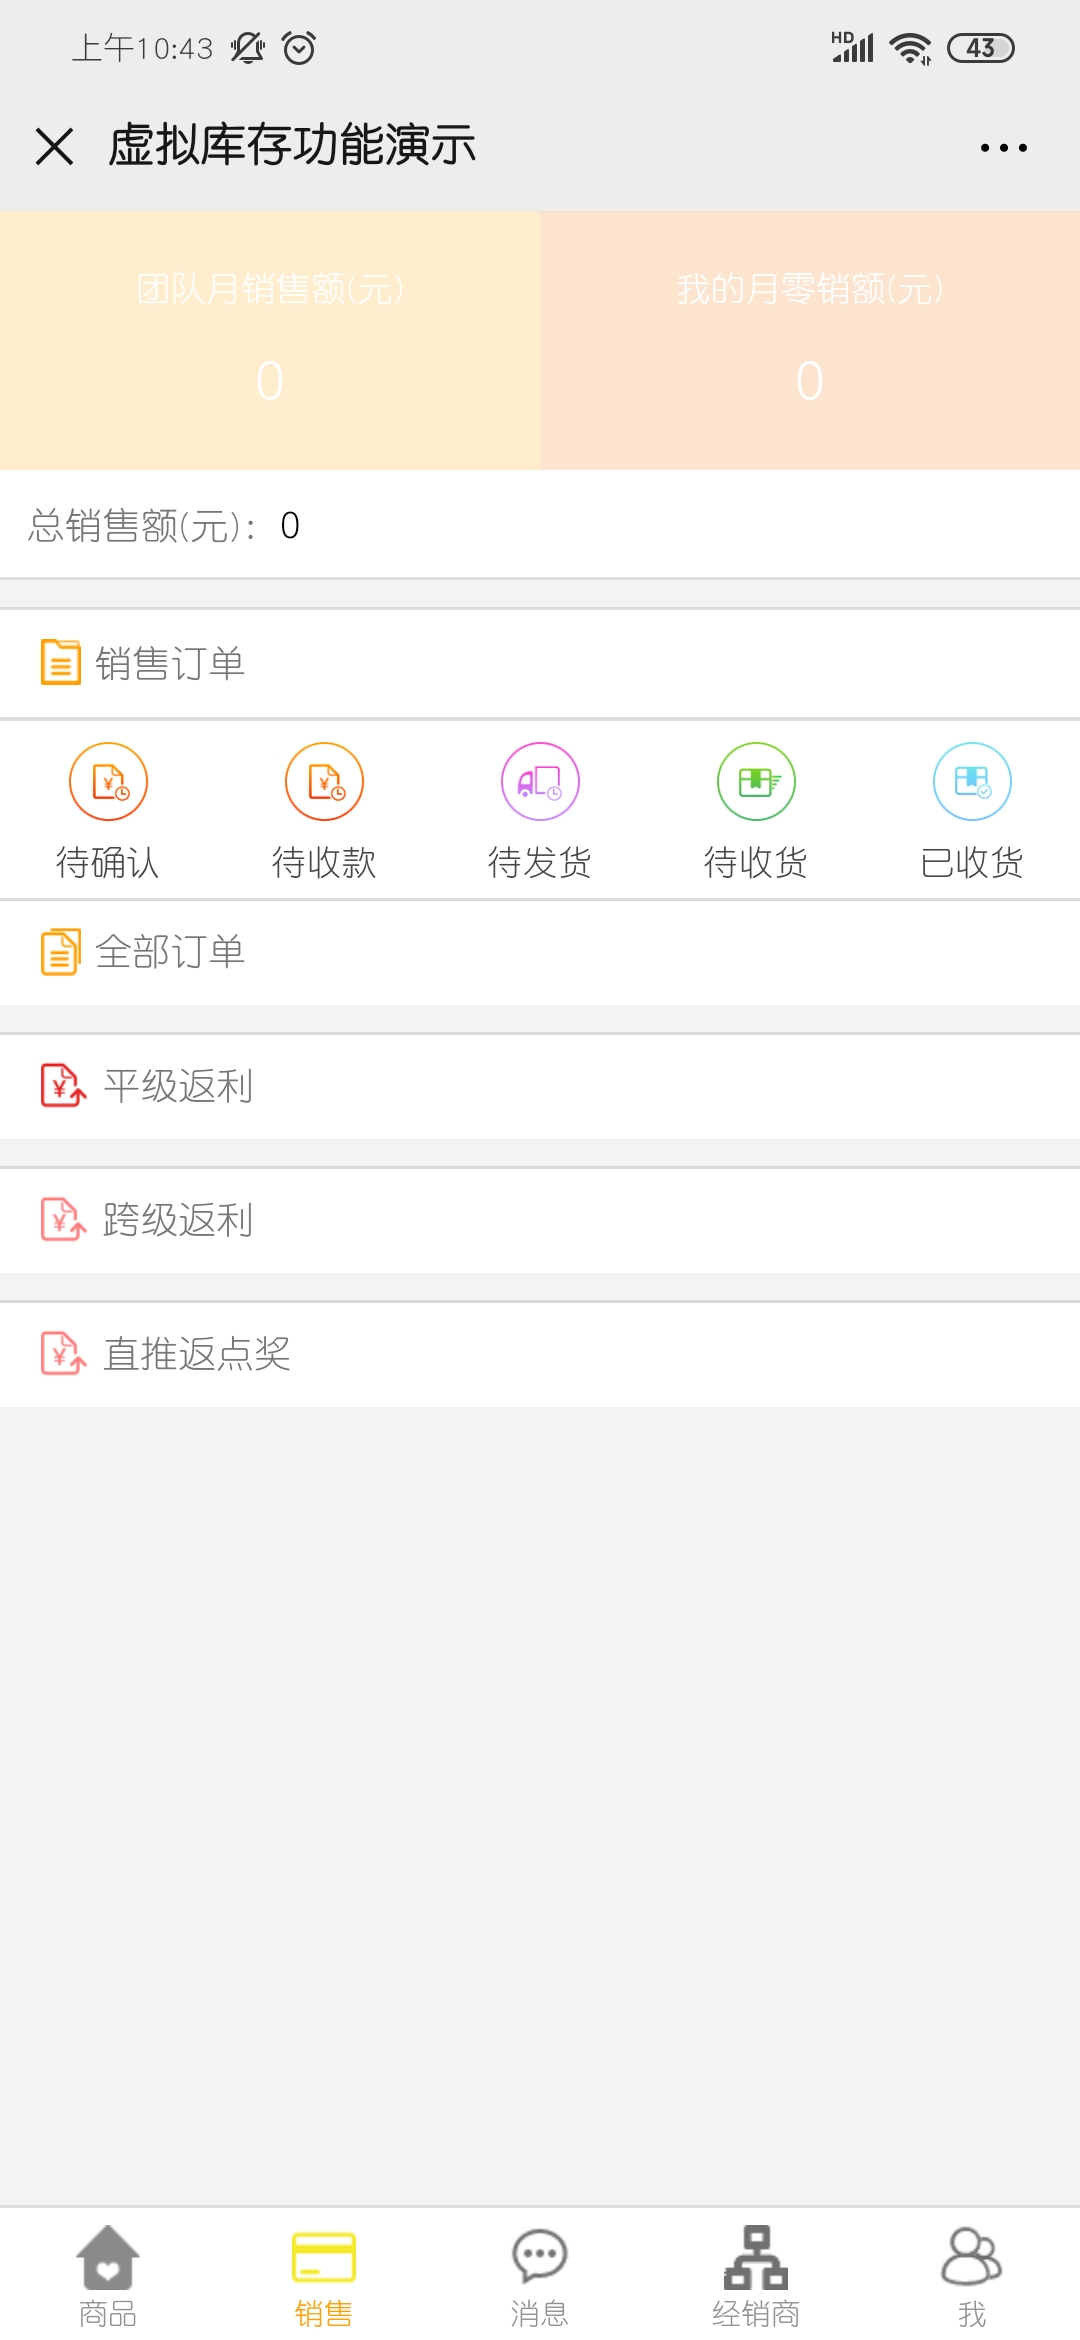 上午10:43
HD
43
虚拟库存功能演示
团队月销售额(元)
我的月零销额(元)
0
0
总销售额(元): 0
销售订单
待确认
待收款
待发货
待收货
已收货
全部订单
平级返利
跨级返利
直推返点奖
商品
销售
消息
经销商
我